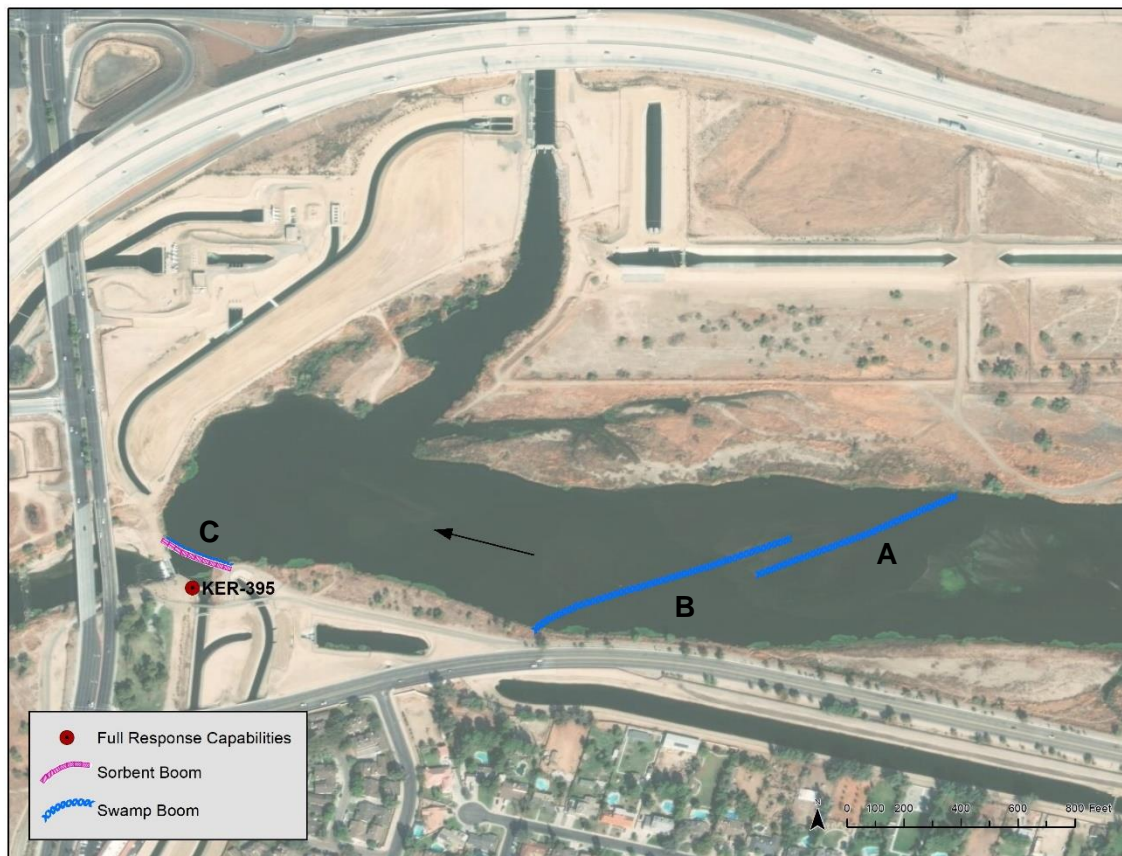 A
B
C
KER-395
Full Response Capabilities
Sorbent Boom
Swamp Boom
N
0 100 200 400 600 800 Feet